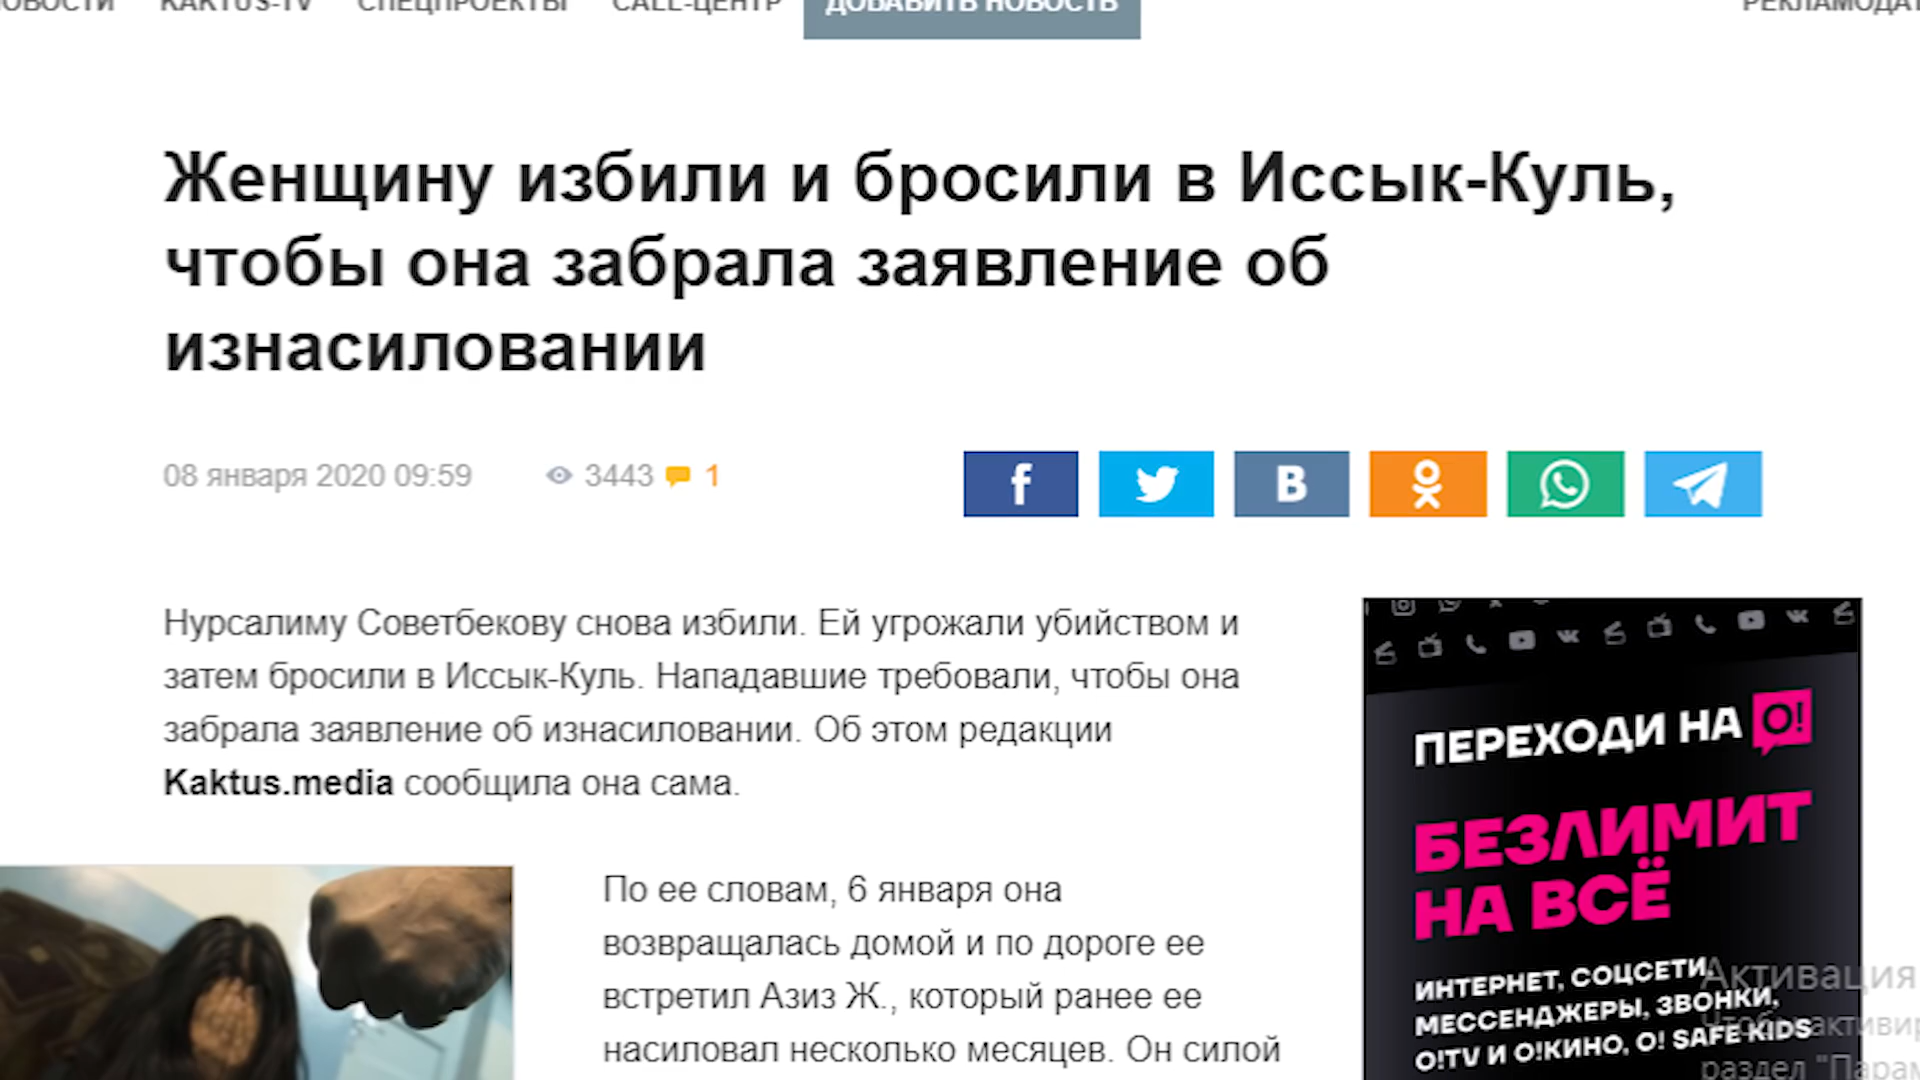 KAKTUS-TV СПЕЦПРОЕКТЫ CALL-ЦЕНТР ДОБАВИТЬ НОВОСТЬ
Женщину избили и бросили в Иссык-Куль,
чтобы она забрала заявление об
изнасиловании
08 января 2020 09:59 3443 1
Нурсалиму Советбекову снова избили. Ей угрожали убийством и
затем бросили в Иссык-Куль. Нападавшие требовали, чтобы она
забрала заявление об изнасиловании. Об этом редакции
Kaktus.media сообщила она сама.
По ее словам, 6 января она
возвращалась домой и по дороге ее
встретил Азиз Ж., который ранее ее
насиловал несколько месяцев. Он силой
ПЕРЕХОДИ НА О!
БЕЗЛИМИТ
НА ВСЁ
ИНТЕРНЕТ, СОЦСЕТИ,
МЕССЕНДЖЕРЫ, ЗВОНКИ,
O!TV И О!КИНО, O! SAFE KIDS
Активация
раздел